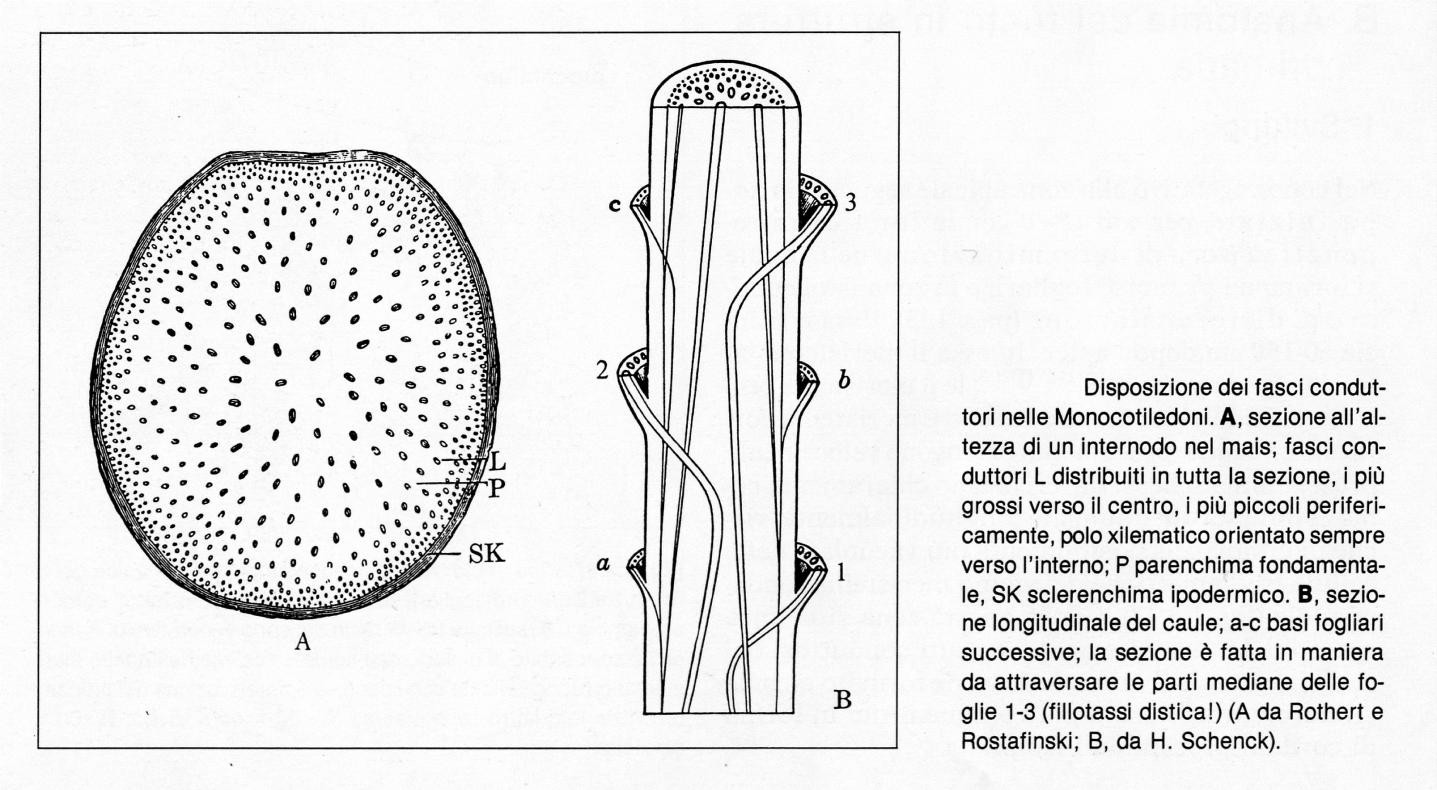 c
3
2
b
a
1
L
P
SK
A
B
Disposizione dei fasci condut-
tori nelle Monocotiledoni. A, sezione all'al-
tezza di un internodo nel mais; fasci con-
duttori L distribuiti in tutta la sezione, i più
grossi verso il centro, i più piccoli periferi-
camente, polo xilematico orientato sempre
verso l'interno; P parenchima fondamenta-
le, SK sclerenchima ipodermico. B, sezio-
ne longitudinale del caule; a-c basi fogliari
successive; la sezione è fatta in maniera
da attraversare le parti mediane delle fo-
glie 1-3 (fillotassi distica!) (A da Rothert e
Rostafinski; B, da H. Schenck).